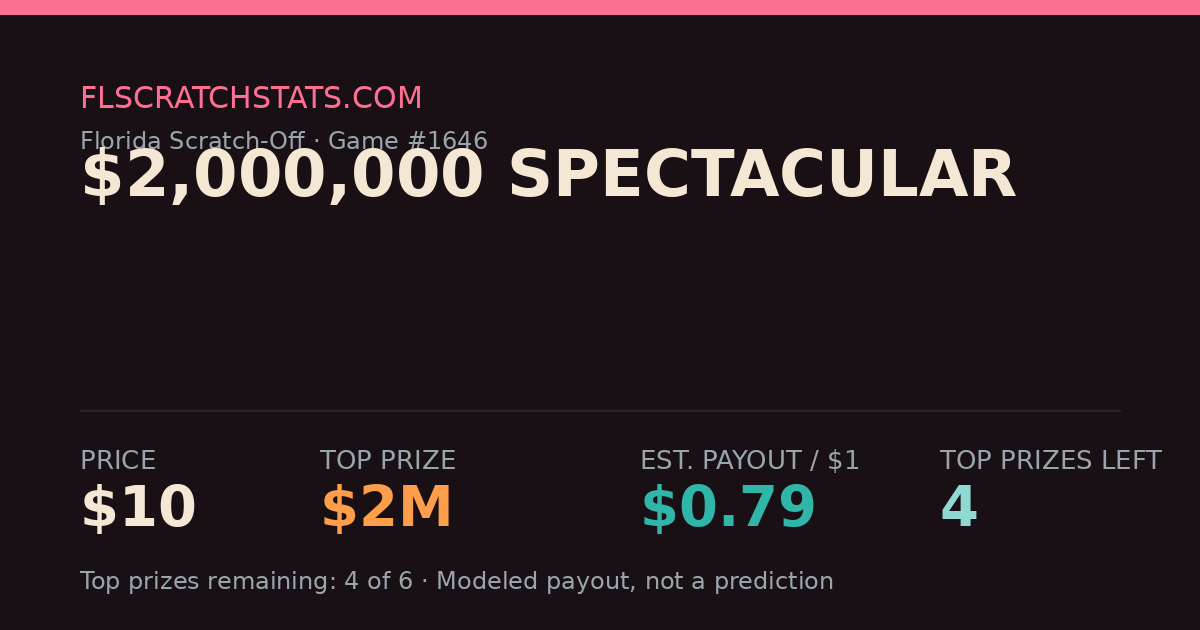 FLSCRATCHSTATS.COM
Florida Scratch-Off · Game #1646
$2,000,000 SPECTACULAR
PRICE
$10
TOP PRIZE
$2M
EST. PAYOUT / $1
$0.79
TOP PRIZES LEFT
4
Top prizes remaining: 4 of 6 · Modeled payout, not a prediction